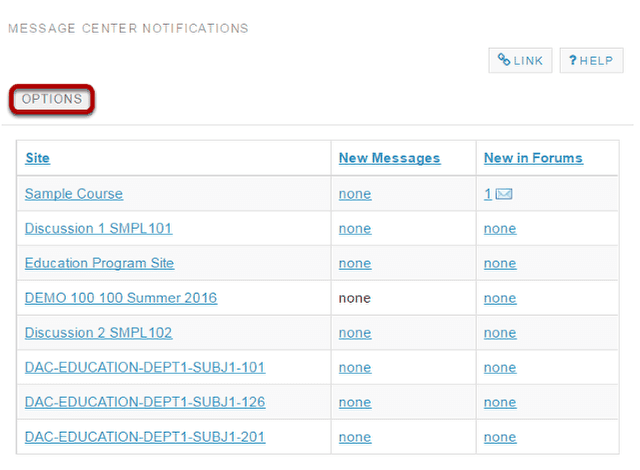 MESSAGE CENTER NOTIFICATIONS
LINK ? HELP
OPTIONS
Site New Messages New in Forums
Sample Course none 1
Discussion 1 SMPL101 none none
Education Program Site none none
DEMO 100 100 Summer 2016 none none
Discussion 2 SMPL102 none none
DAC-EDUCATION-DEPT1-SUBJ1-101 none none
DAC-EDUCATION-DEPT1-SUBJ1-126 none none
DAC-EDUCATION-DEPT1-SUBJ1-201 none none